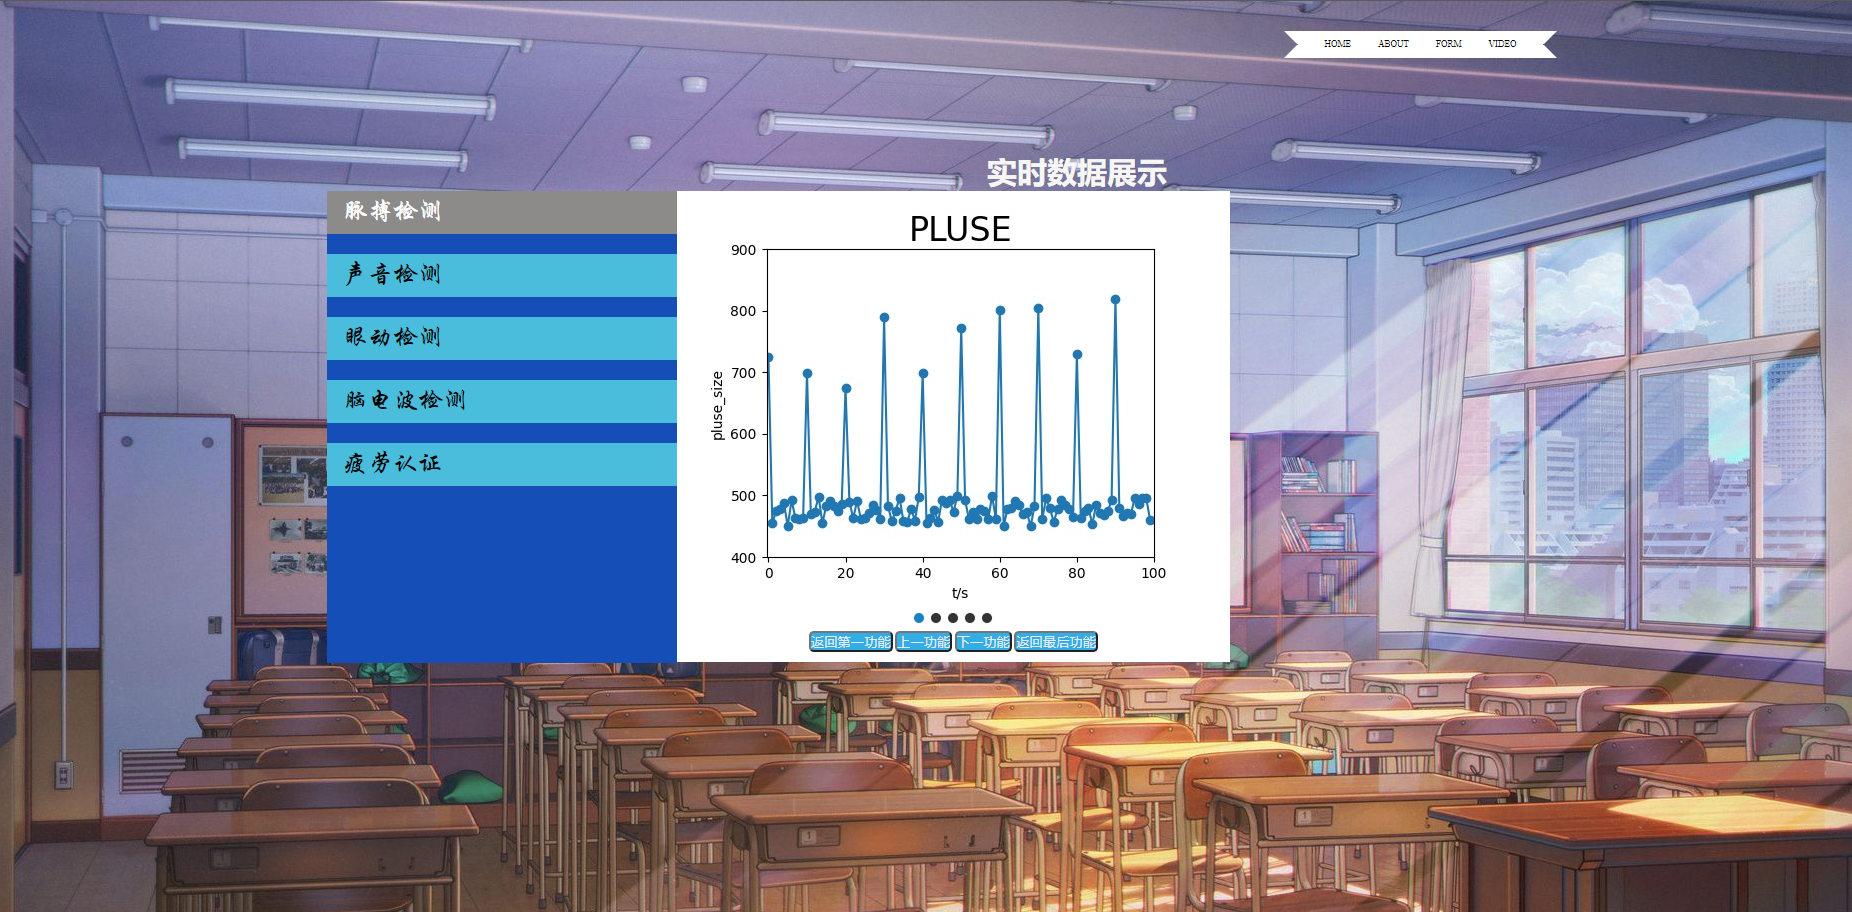 HOME ABOUT FORM VIDEO
实时数据展示
脉搏检测
声音检测
眼动检测
脑电波检测
疲劳认证
PLUSE
900
800
700
600
500
400
pluse_size
0 20 40 60 80 100
t/s
返回第一功能 上一功能 下一功能 返回最后功能
1
1
1